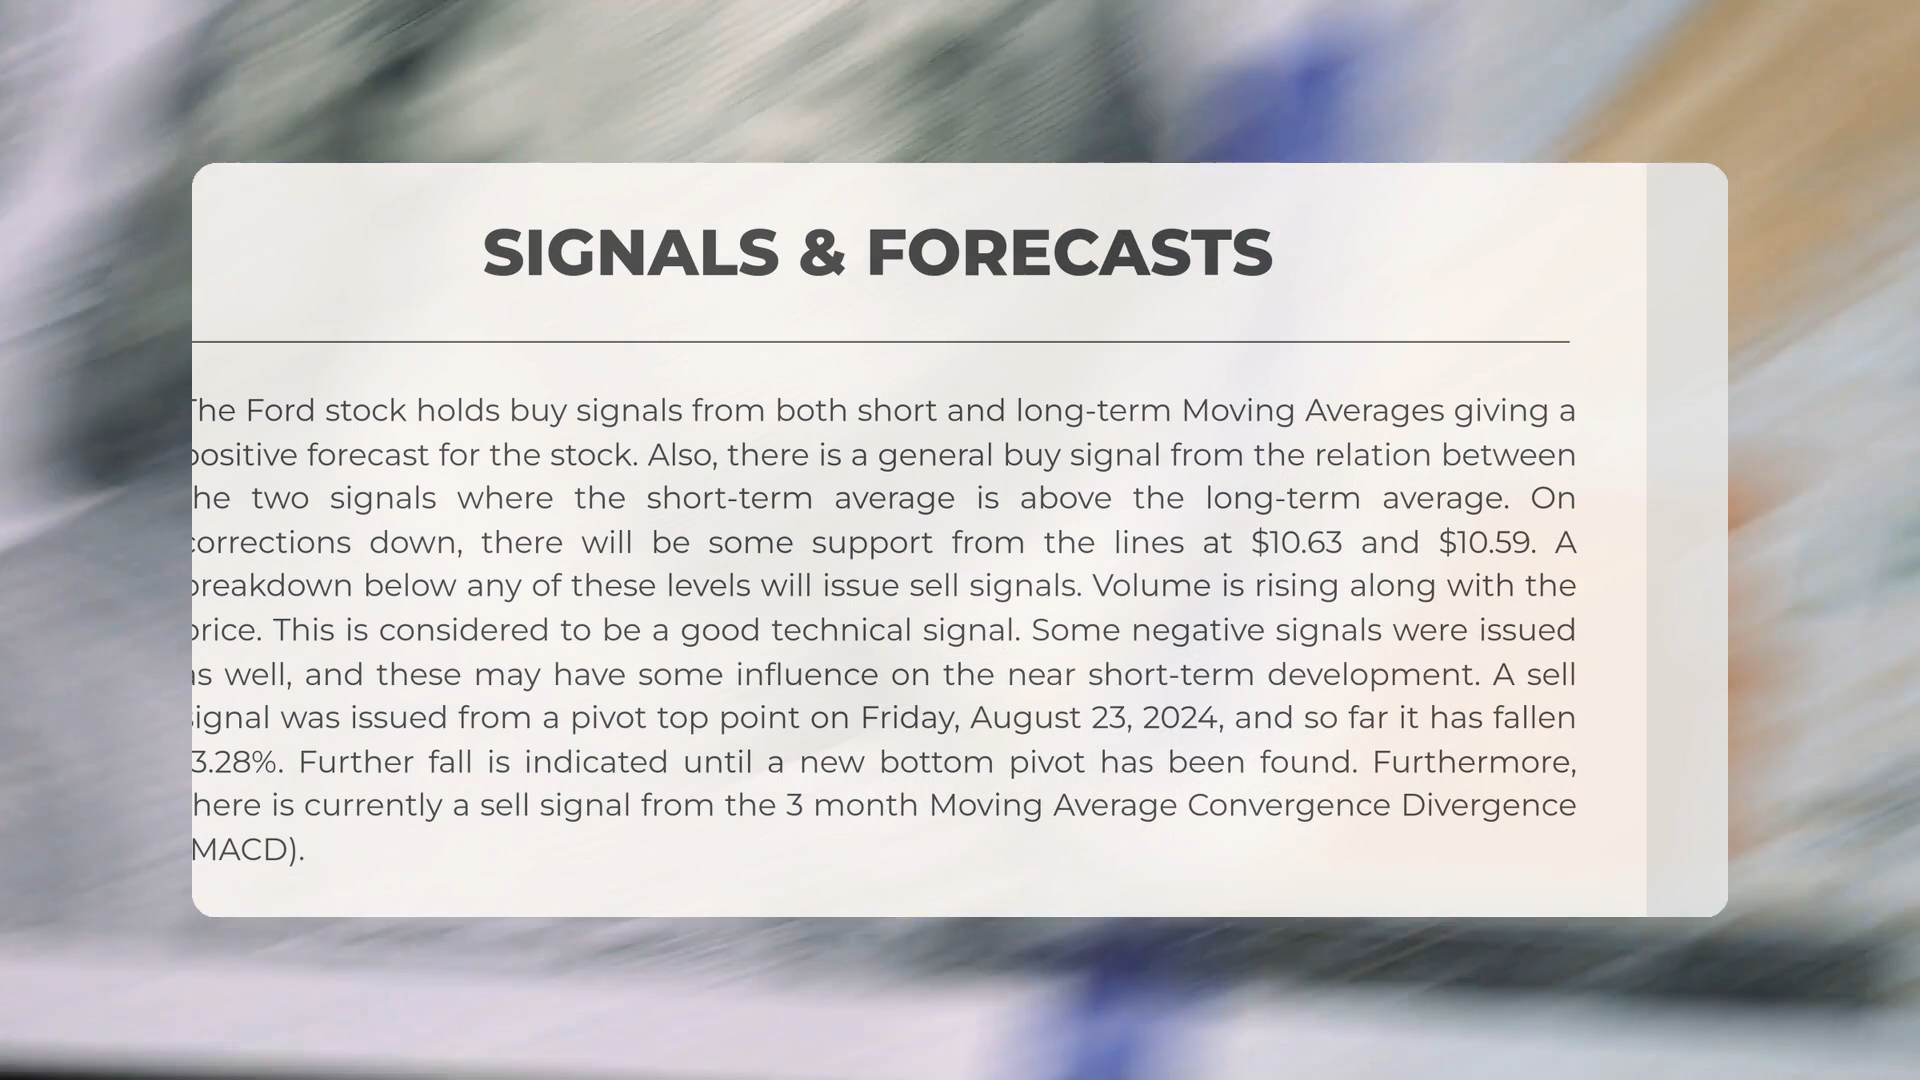 SIGNALS & FORECASTS
The Ford stock holds buy signals from both short and long-term Moving Averages giving a
positive forecast for the stock. Also, there is a general buy signal from the relation between
he two signals where the short-term average is above the long-term average. On
corrections down, there will be some support from the lines at $10.63 and $10.59. A
breakdown below any of these levels will issue sell signals. Volume is rising along with the
price. This is considered to be a good technical signal. Some negative signals were issued
as well, and these may have some influence on the near short-term development. A sell
signal was issued from a pivot top point on Friday, August 23, 2024, and so far it has fallen
3.28%. Further fall is indicated until a new bottom pivot has been found. Furthermore,
here is currently a sell signal from the 3 month Moving Average Convergence Divergence
MACD).